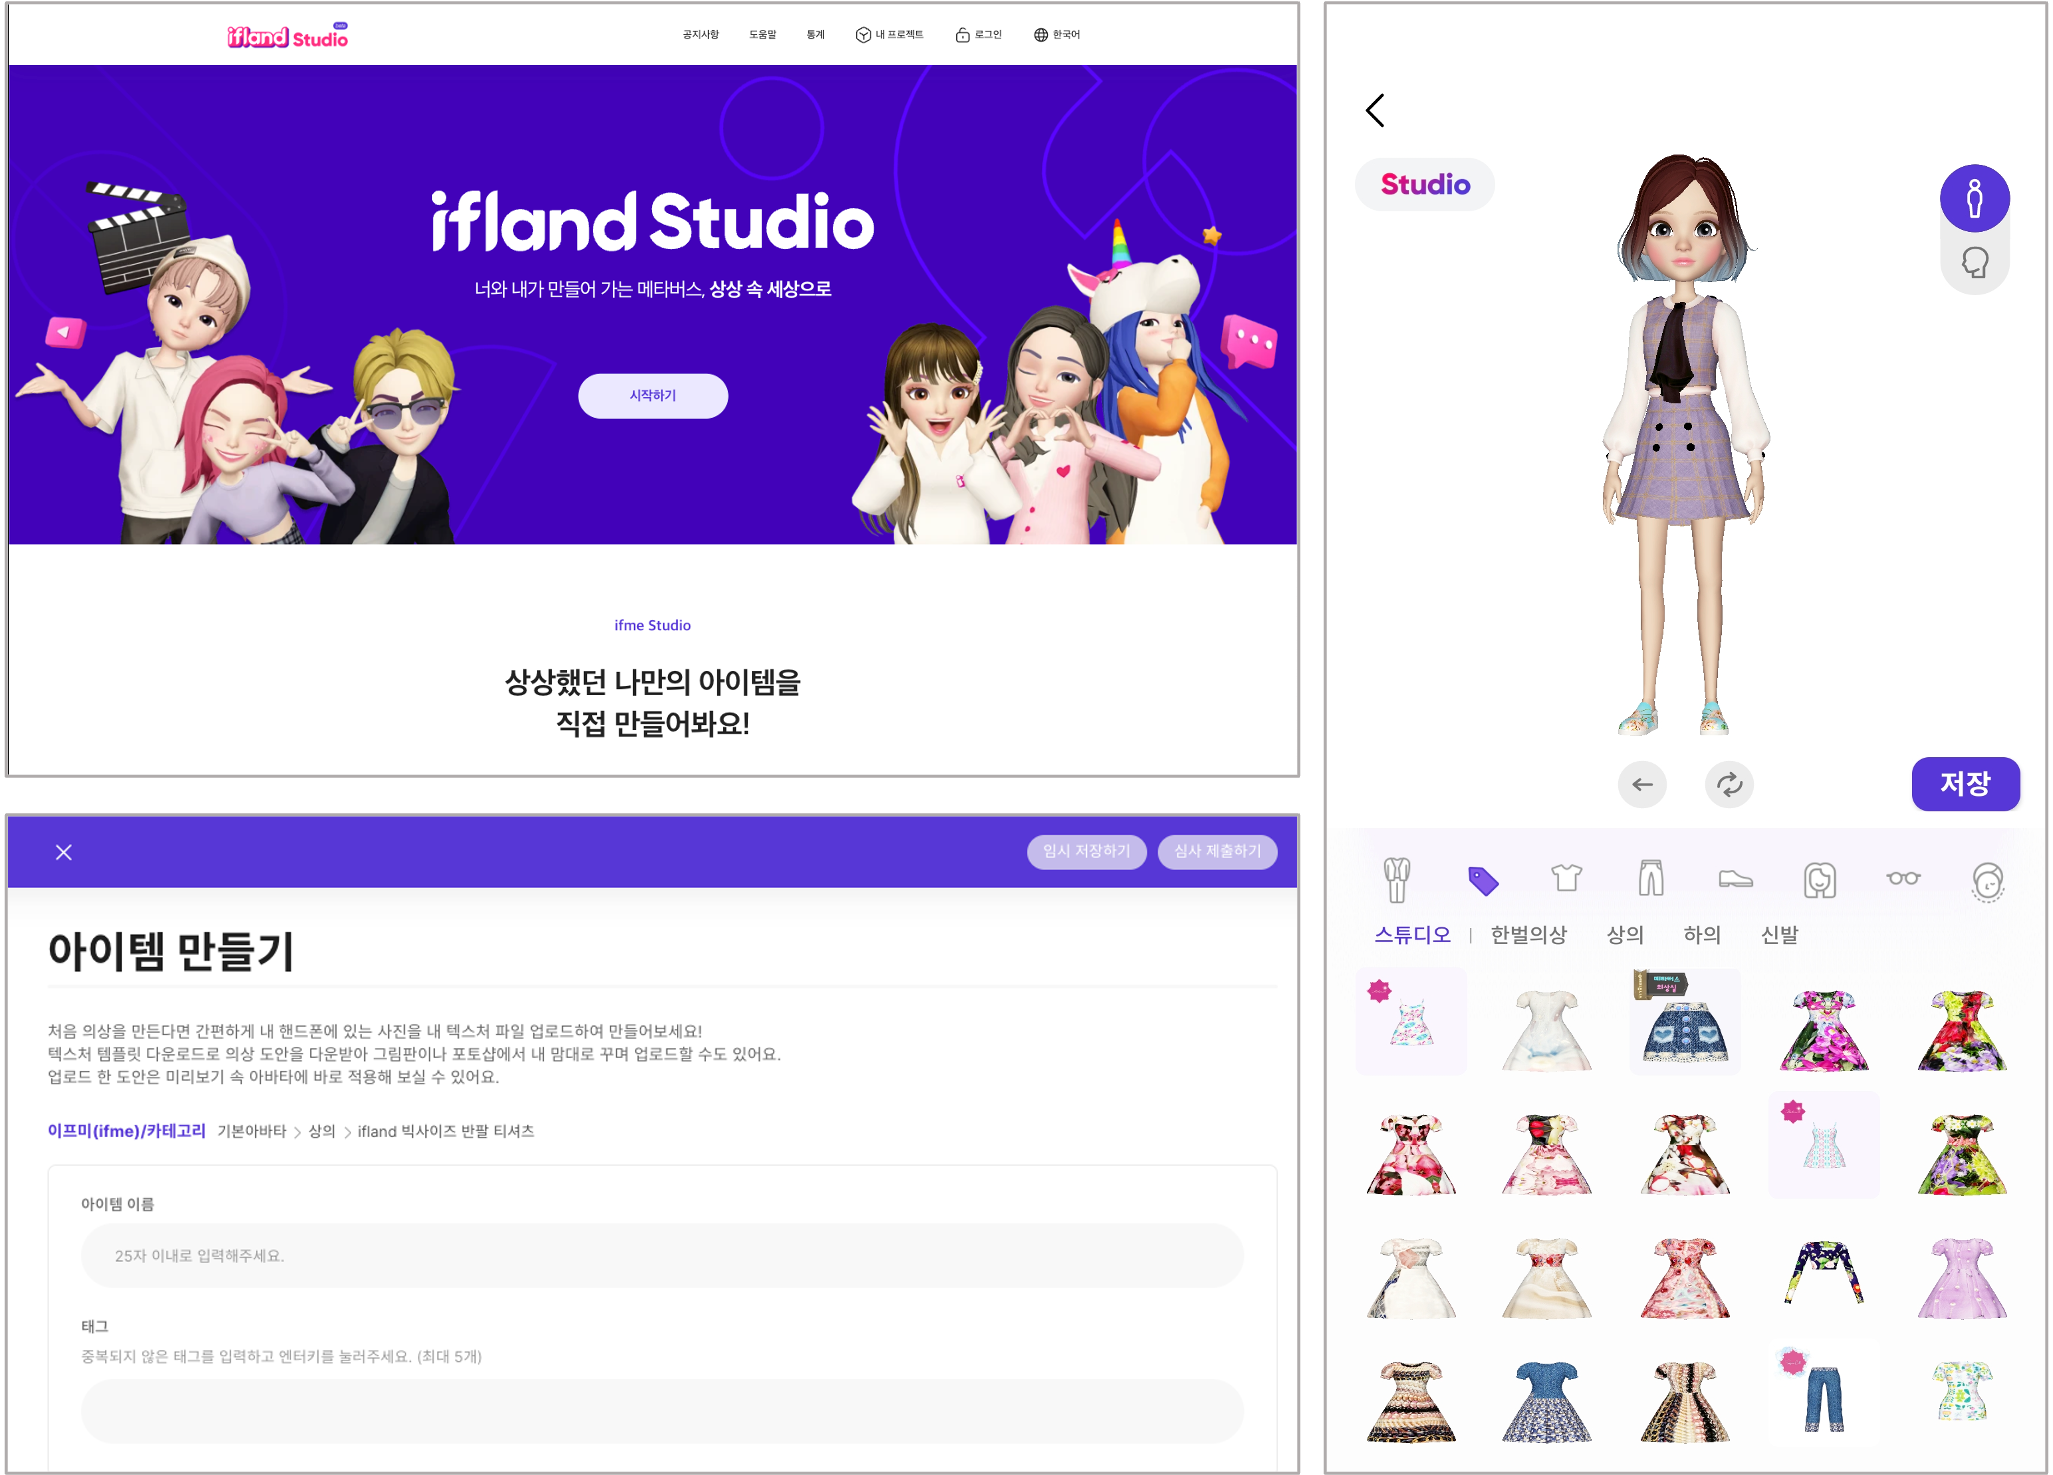 ifland Studio
공지사항 도움말 통계 내 프로젝트 로그인 한국어
ifland Studio
너와 내가 만들어 가는 메타버스, 상상 속 세상으로
시작하기
ifme Studio
상상했던 나만의 아이템을
직접 만들어봐요!
임시 저장하기 심사 제출하기
아이템 만들기
처음 의상을 만든다면 간편하게 내 핸드폰에 있는 사진을 내 텍스처 파일 업로드하여 만들어보세요!
텍스처 템플릿 다운로드로 의상 도안을 다운받아 그림판이나 포토샵에서 내 맘대로 꾸며 업로드할 수도 있어요.
업로드 한 도안은 미리보기 속 아바타에 바로 적용해 보실 수 있어요.
이프미(ifme)/카테고리 기본아바타 > 상의 > ifland 빅사이즈 반팔 티셔츠
아이템 이름
25자 이내로 입력해주세요.
태그
중복되지 않은 태그를 입력하고 엔터키를 눌러주세요. (최대 5개)
Studio
저장
스튜디오 | 한벌의상 상의 하의 신발
의상실